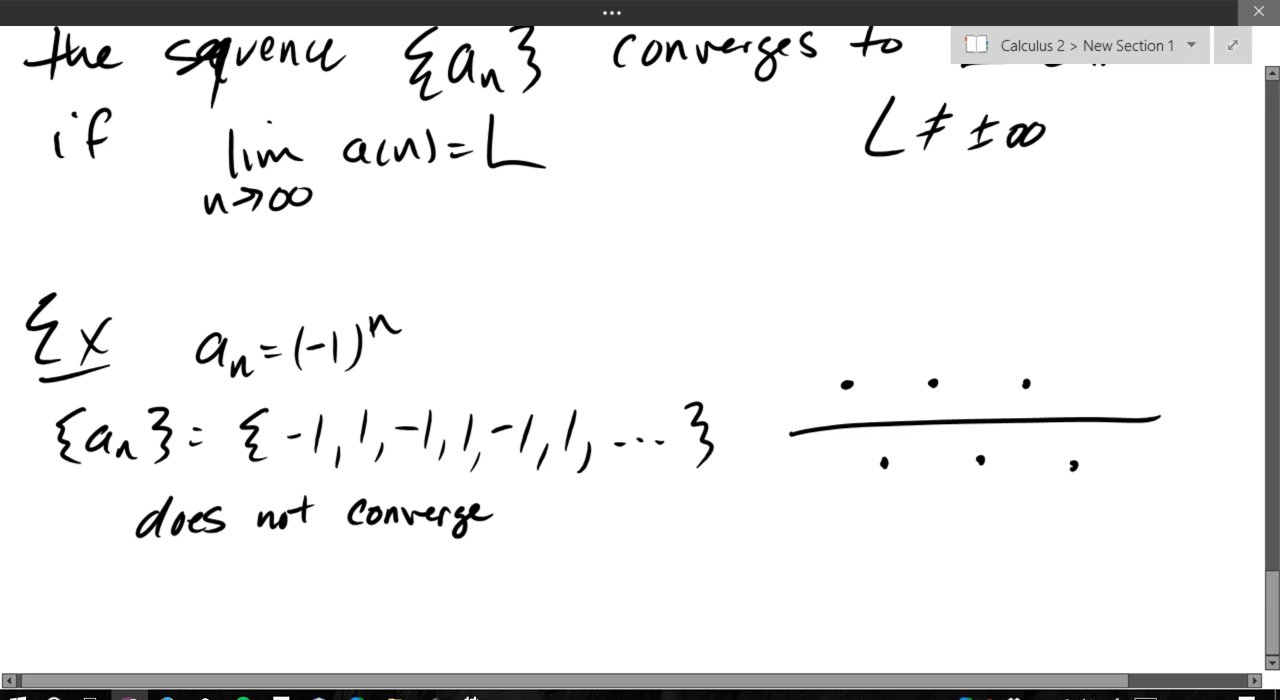 Calculus 2 > New Section 1
the sequence {aₙ} converges to
if lim a(n) = L L ≠ ±∞
n→∞
Ex aₙ = (-1)ⁿ
{aₙ} = { -1, 1, -1, 1, -1, 1, ... }
does not converge